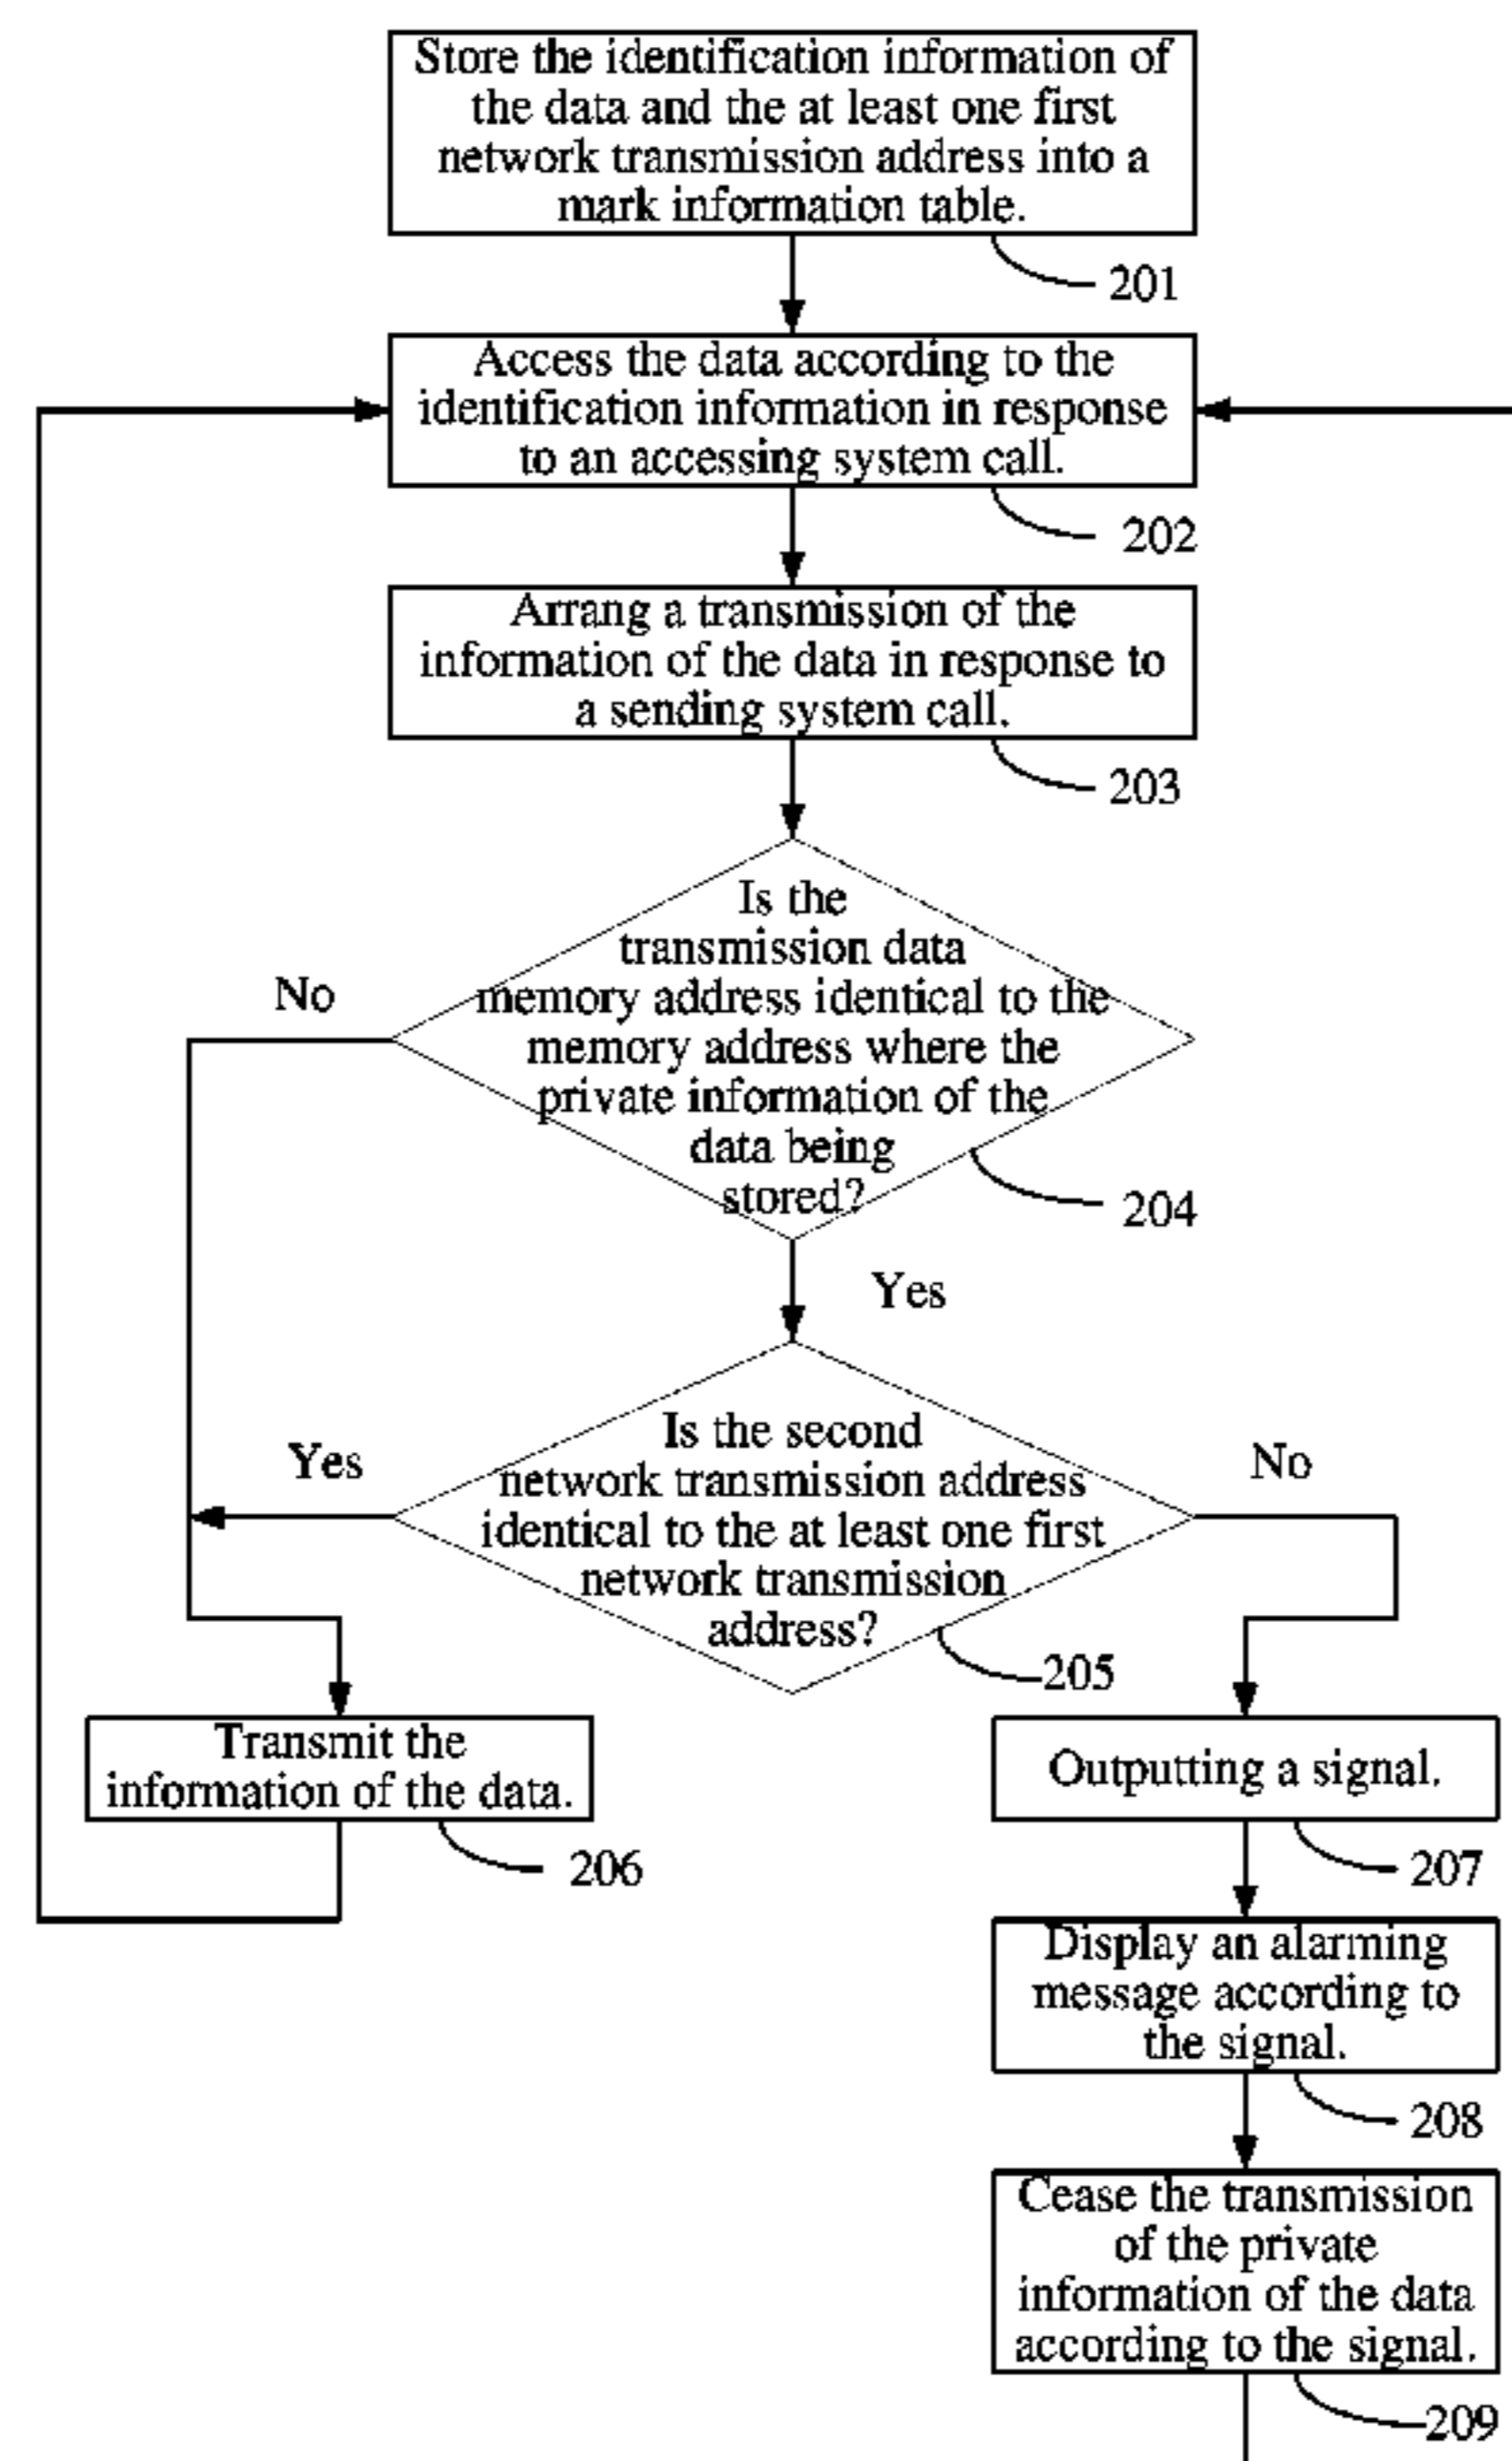 Store the identification information of
the data and the at least one first
network transmission address into a
mark information table.
201
Access the data according to the
identification information in response
to an accessing system call.
202
Arrang a transmission of the
information of the data in response to
a sending system call.
203
Is the
transmission data
memory address identical to the
memory address where the
private information of the
data being
stored?
No
204
Yes
Is the second
network transmission address
identical to the at least one first
network transmission
address?
Yes
No
205
Transmit the
information of the data.
206
Outputting a signal.
207
Display an alarming
message according to
the signal.
208
Cease the transmission
of the private
information of the data
according to the signal.
209